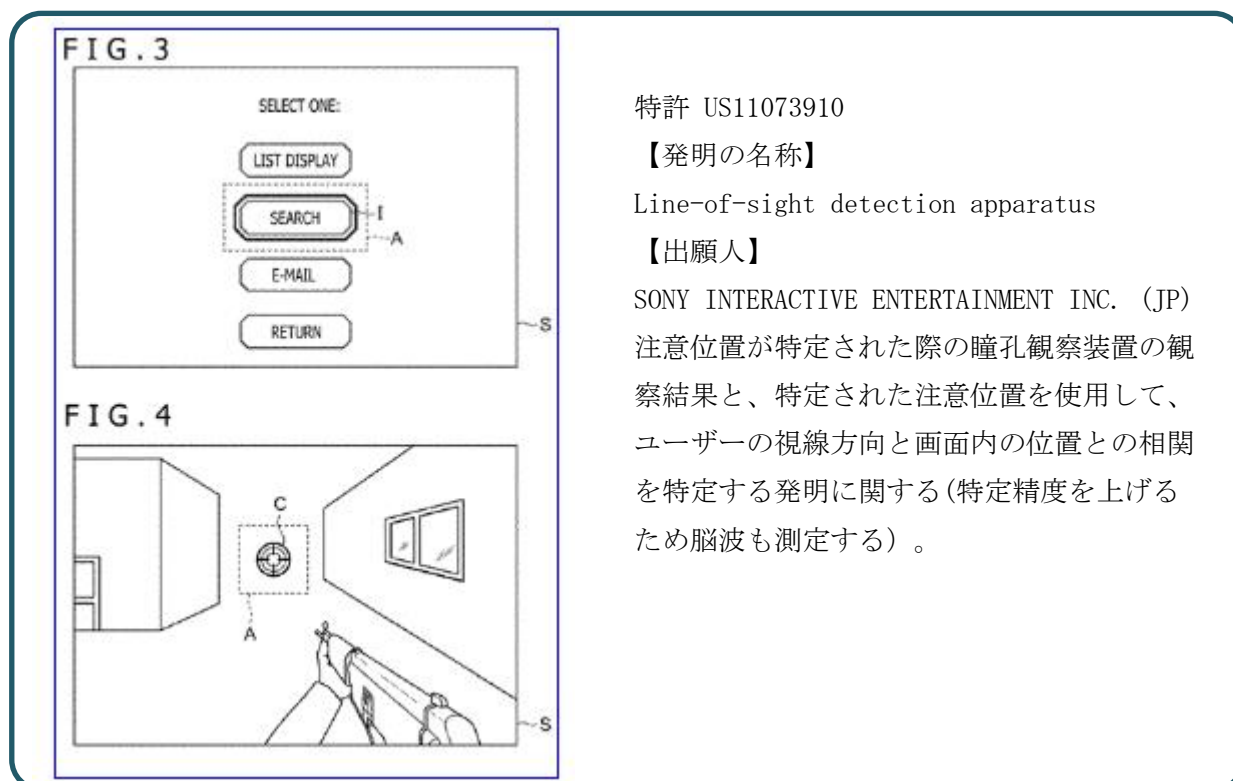 FIG.3
SELECT ONE:
LIST DISPLAY
SEARCH
I
A
E-MAIL
RETURN
S
FIG.4
C
A
S
特許 US11073910
【発明の名称】
Line-of-sight detection apparatus
【出願人】
SONY INTERACTIVE ENTERTAINMENT INC. (JP)
注意位置が特定された際の瞳孔観察装置の観
察結果と、特定された注意位置を使用して、
ユーザーの視線方向と画面内の位置との相関
を特定する発明に関する(特定精度を上げる
ため脳波も測定する）。